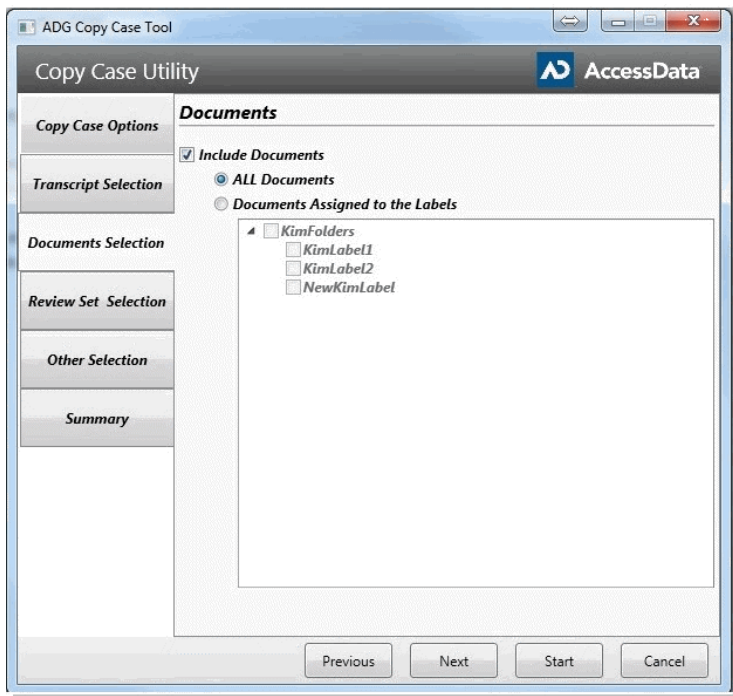 ADG Copy Case Tool
Copy Case Utility
AccessData
Copy Case Options
Transcript Selection
Documents Selection
Review Set Selection
Other Selection
Summary
Documents
Include Documents
ALL Documents
Documents Assigned to the Labels
KimFolders
KimLabel1
KimLabel2
NewKimLabel
Previous
Next
Start
Cancel